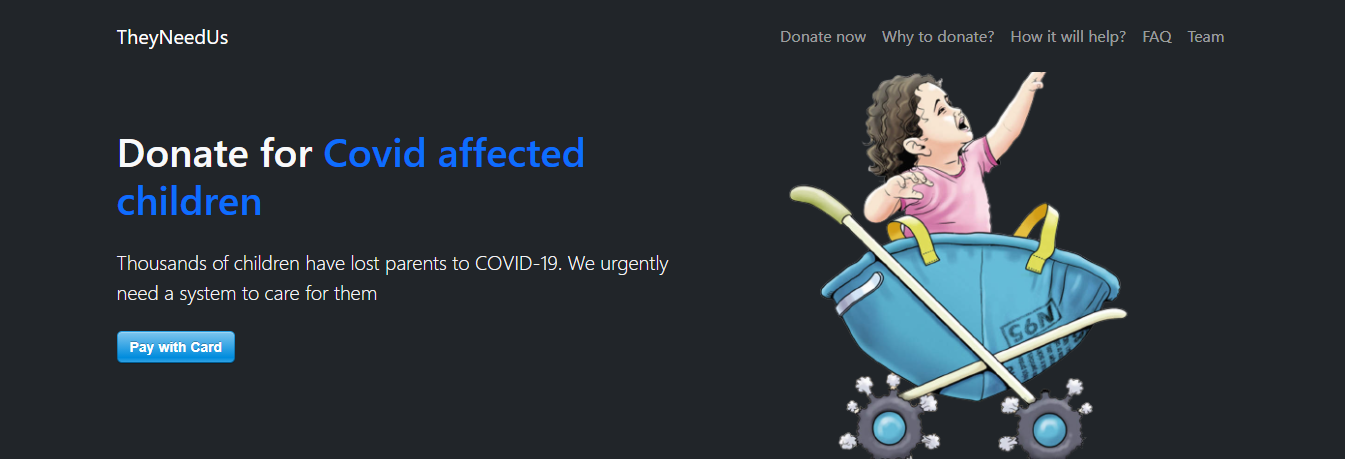 TheyNeedUs
Donate now Why to donate? How it will help? FAQ Team
Donate for Covid affected
children
Thousands of children have lost parents to COVID-19. We urgently
need a system to care for them
Pay with Card
N95